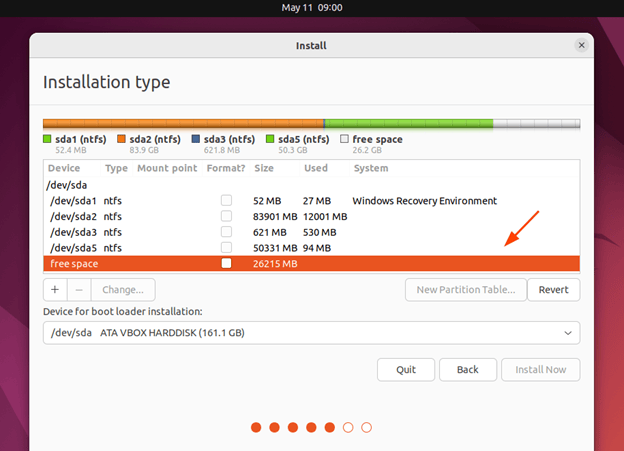 May 11 09:00
Install
Installation type
sda1 (ntfs) sda2 (ntfs) sda3 (ntfs) sda5 (ntfs) free space
52.4 MB 83.9 GB 621.8 MB 50.3 GB 26.2 GB
Device Type Mount point Format? Size Used System
/dev/sda
/dev/sda1 ntfs 52 MB 27 MB Windows Recovery Environment
/dev/sda2 ntfs 83901 MB 12001 MB
/dev/sda3 ntfs 621 MB 530 MB
/dev/sda5 ntfs 50331 MB 94 MB
free space 26215 MB
+ − Change... New Partition Table... Revert
Device for boot loader installation:
/dev/sda ATA VBOX HARDDISK (161.1 GB)
Quit Back Install Now